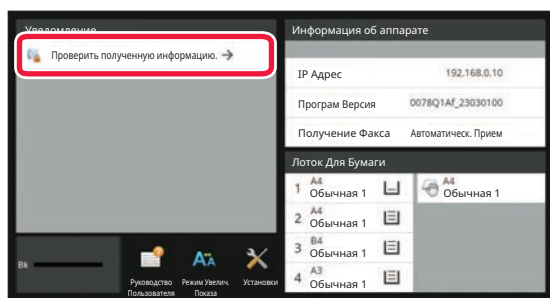 Уведомление
Проверить полученную информацию. →
Bk
Руководство
Пользователя
Режим Увелич.
Показа
Установки
Информация об аппарате
IP Адрес 192.168.0.10
Програм Версия 0078Q1Af_23030100
Получение Факса Автоматическ. Прием
Лоток Для Бумаги
1 A4
Обычная 1
A4
Обычная 1
2 A4
Обычная 1
3 B4
Обычная 1
4 A3
Обычная 1